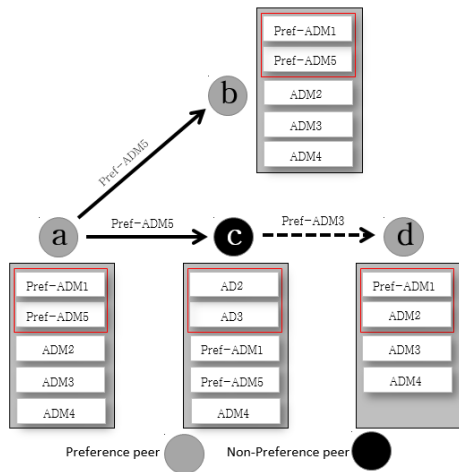 Pref-ADM1
Pref-ADM5
ADM2
ADM3
ADM4
b
Pref-ADM5
a
Pref-ADM5
c
Pref-ADM3
d
Pref-ADM1
Pref-ADM5
ADM2
ADM3
ADM4
AD2
AD3
Pref-ADM1
Pref-ADM5
ADM4
Pref-ADM1
ADM2
ADM3
ADM4
Preference peer
Non-Preference peer